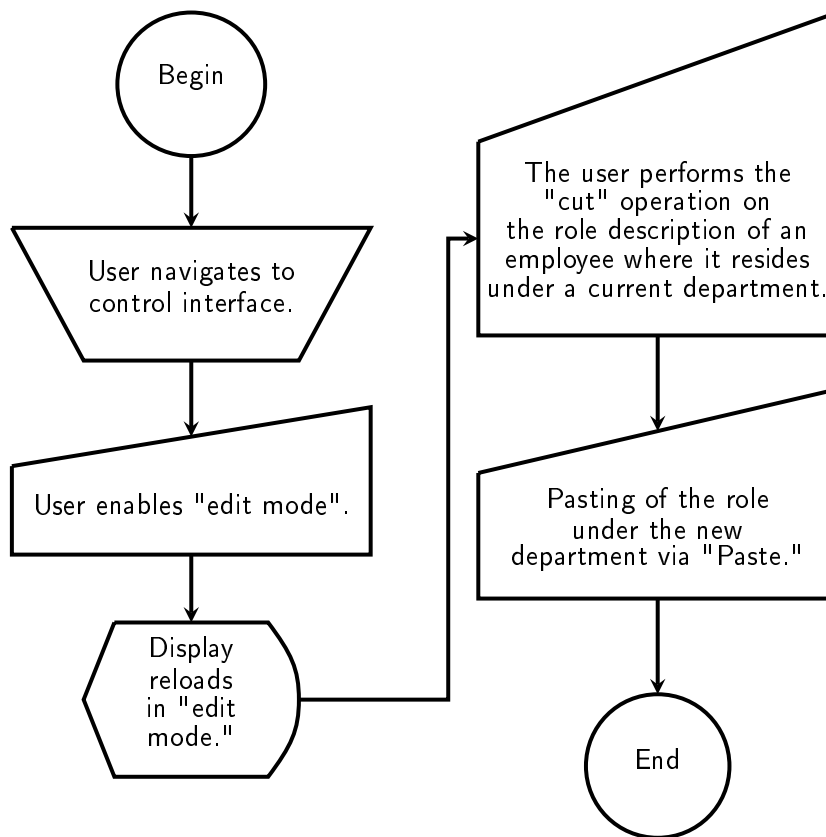 Begin
User navigates to
control interface.
User enables "edit mode".
Display
reloads
in "edit
mode."
The user performs the
"cut" operation on
the role description of an
employee where it resides
under a current department.
Pasting of the role
under the new
department via "Paste."
End